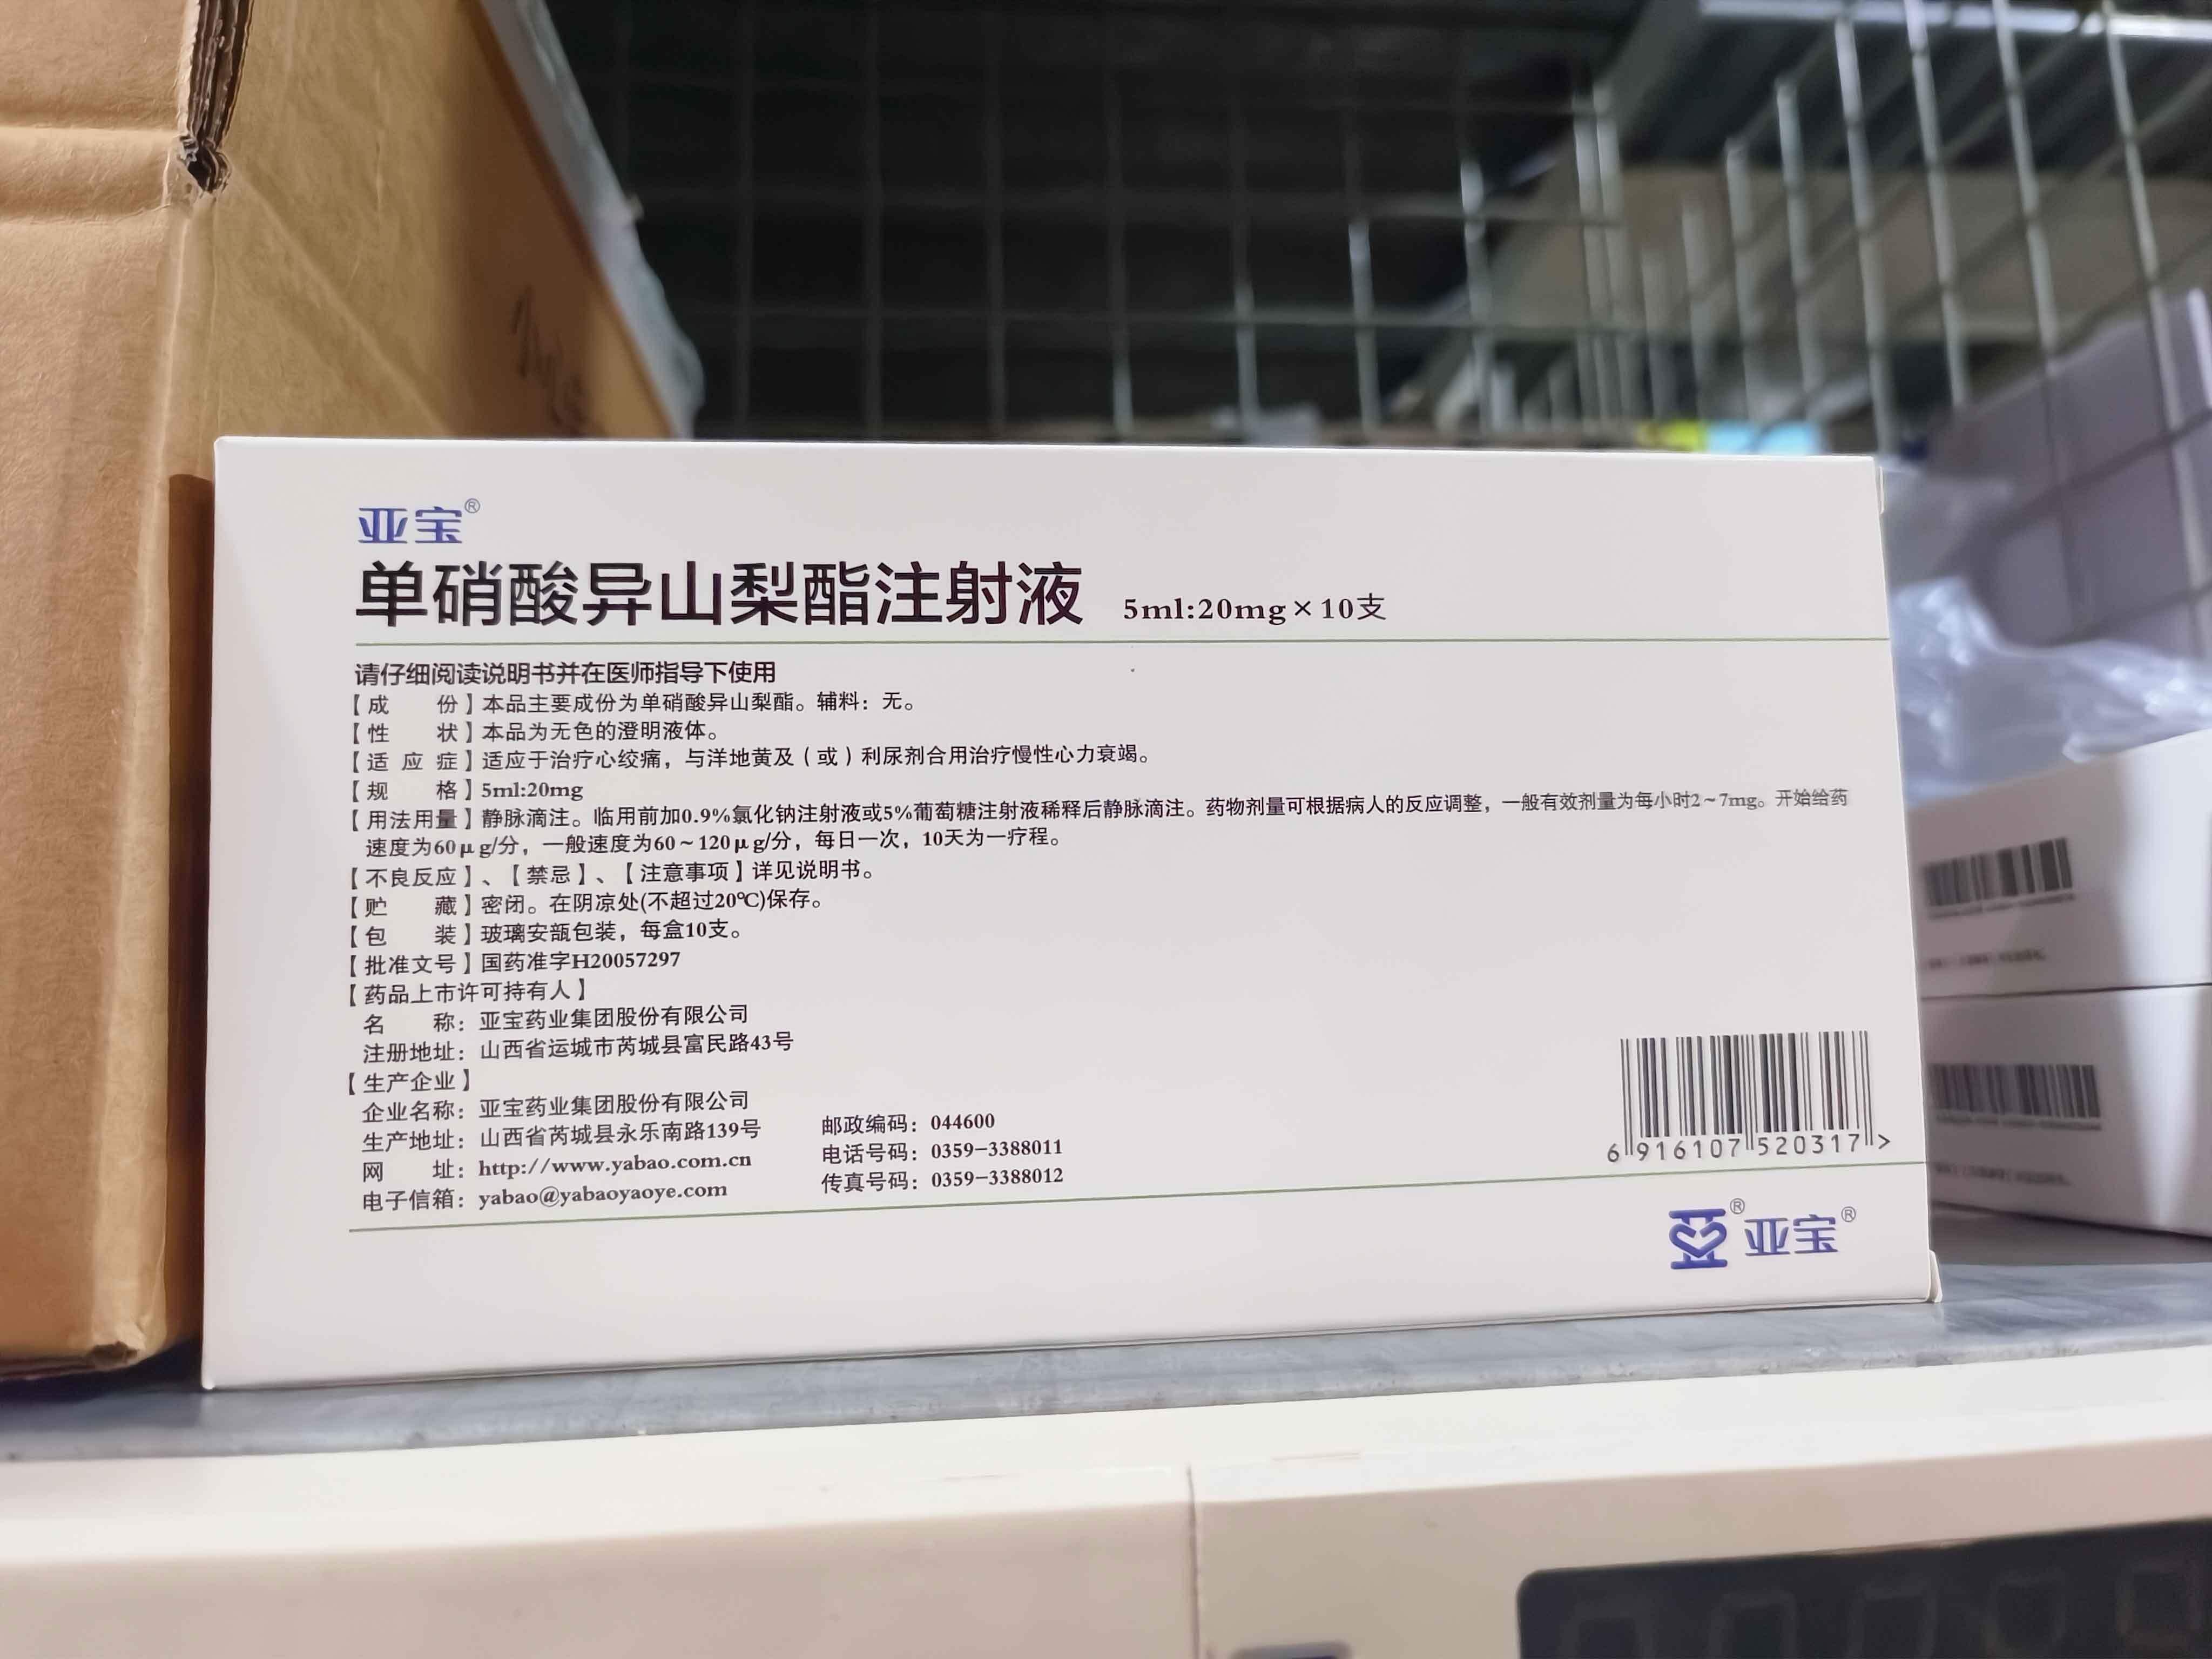 亚宝®
单硝酸异山梨酯注射液 5ml:20mg×10支
请仔细阅读说明书并在医师指导下使用
【成份】本品主要成份为单硝酸异山梨酯。辅料：无。
【性状】本品为无色的澄明液体。
【适应症】适应于治疗心绞痛，与洋地黄及（或）利尿剂合用治疗慢性心力衰竭。
【规格】5ml:20mg
【用法用量】静脉滴注。临用前加0.9%氯化钠注射液或5%葡萄糖注射液稀释后静脉滴注。药物剂量可根据病人的反应调整，一般有效剂量为每小时2~7mg。开始给药
速度为60μg/分，一般速度为60~120μg/分，每日一次，10天为一疗程。
【不良反应】、【禁忌】、【注意事项】详见说明书。
【贮藏】密闭。在阴凉处(不超过20℃)保存。
【包装】玻璃安瓿包装，每盒10支。
【批准文号】国药准字H20057297
【药品上市许可持有人】
名称：亚宝药业集团股份有限公司
注册地址：山西省运城市芮城县富民路43号
【生产企业】
企业名称：亚宝药业集团股份有限公司
生产地址：山西省芮城县永乐南路139号
网址：http://www.yabao.com.cn
电子信箱：yabao@yabaoyaoye.com
邮政编码：044600
电话号码：0359-3388011
传真号码：0359-3388012
6 916107 520317 >
亚宝®